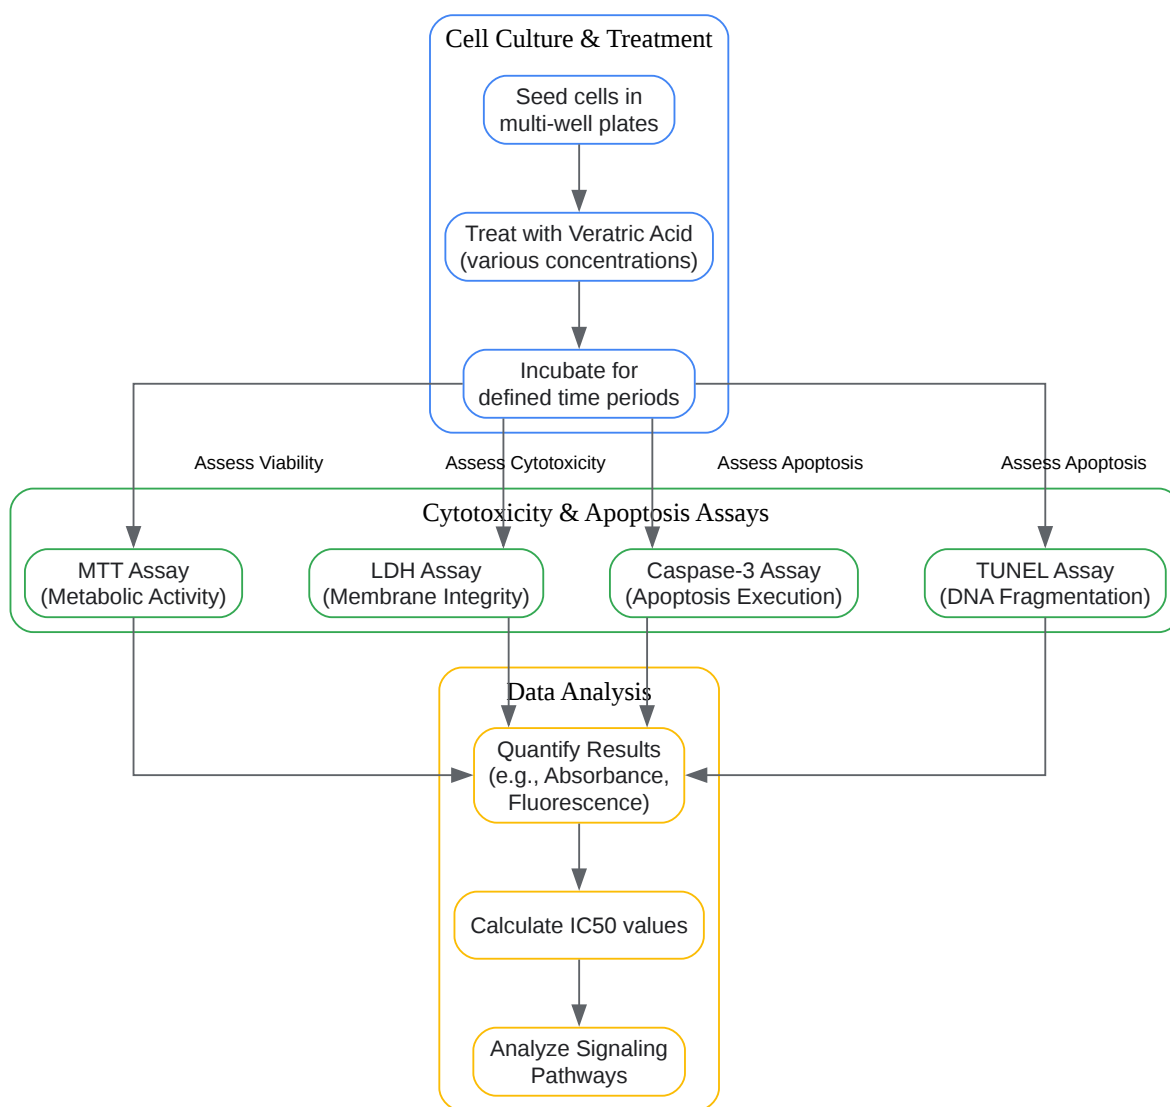 Cell Culture & Treatment
Seed cells in
multi-well plates
Treat with Veratric Acid
(various concentrations)
Incubate for
defined time periods
Assess Viability
Assess Cytotoxicity
Assess Apoptosis
Assess Apoptosis
Cytotoxicity & Apoptosis Assays
MTT Assay
(Metabolic Activity)
LDH Assay
(Membrane Integrity)
Caspase-3 Assay
(Apoptosis Execution)
TUNEL Assay
(DNA Fragmentation)
Data Analysis
Quantify Results
(e.g., Absorbance,
Fluorescence)
Calculate IC50 values
Analyze Signaling
Pathways